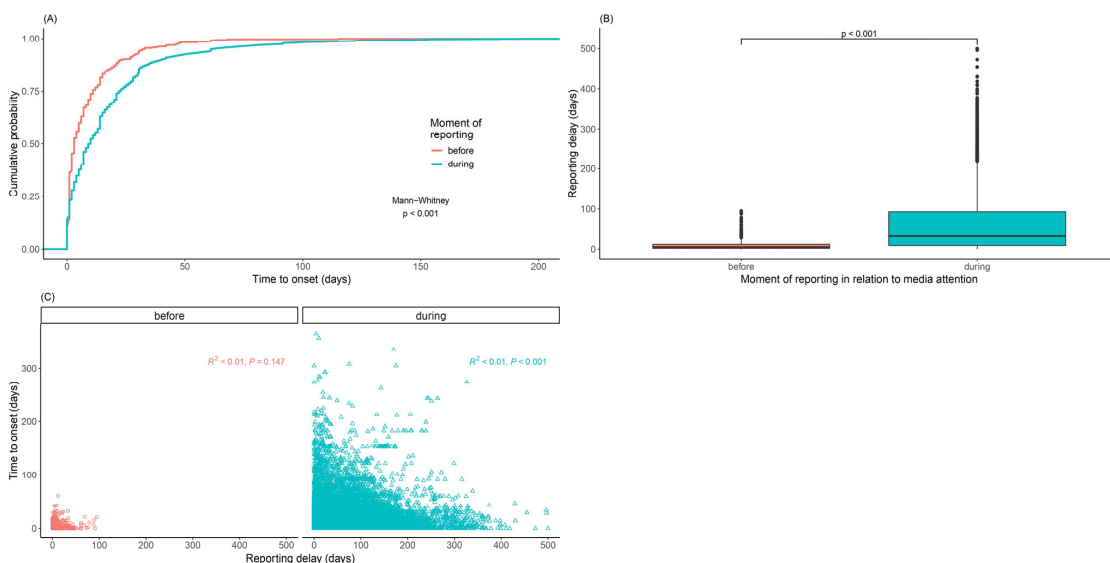 (A)
1.00
0.75
0.50
0.25
0.00
Cumulative probability
0
50
100
150
200
Time to onset (days)
Moment of
reporting
before
during
Mann-Whitney
p < 0.001
(B)
500
400
300
200
100
0
Reporting delay (days)
p < 0.001
before
during
Moment of reporting in relation to media attention
(C)
before
during
R² < 0.01, P = 0.147
R² < 0.01, P < 0.001
300
200
100
0
Time to onset (days)
0
100
200
300
400
500
0
100
200
300
400
500
Reporting delay (days)